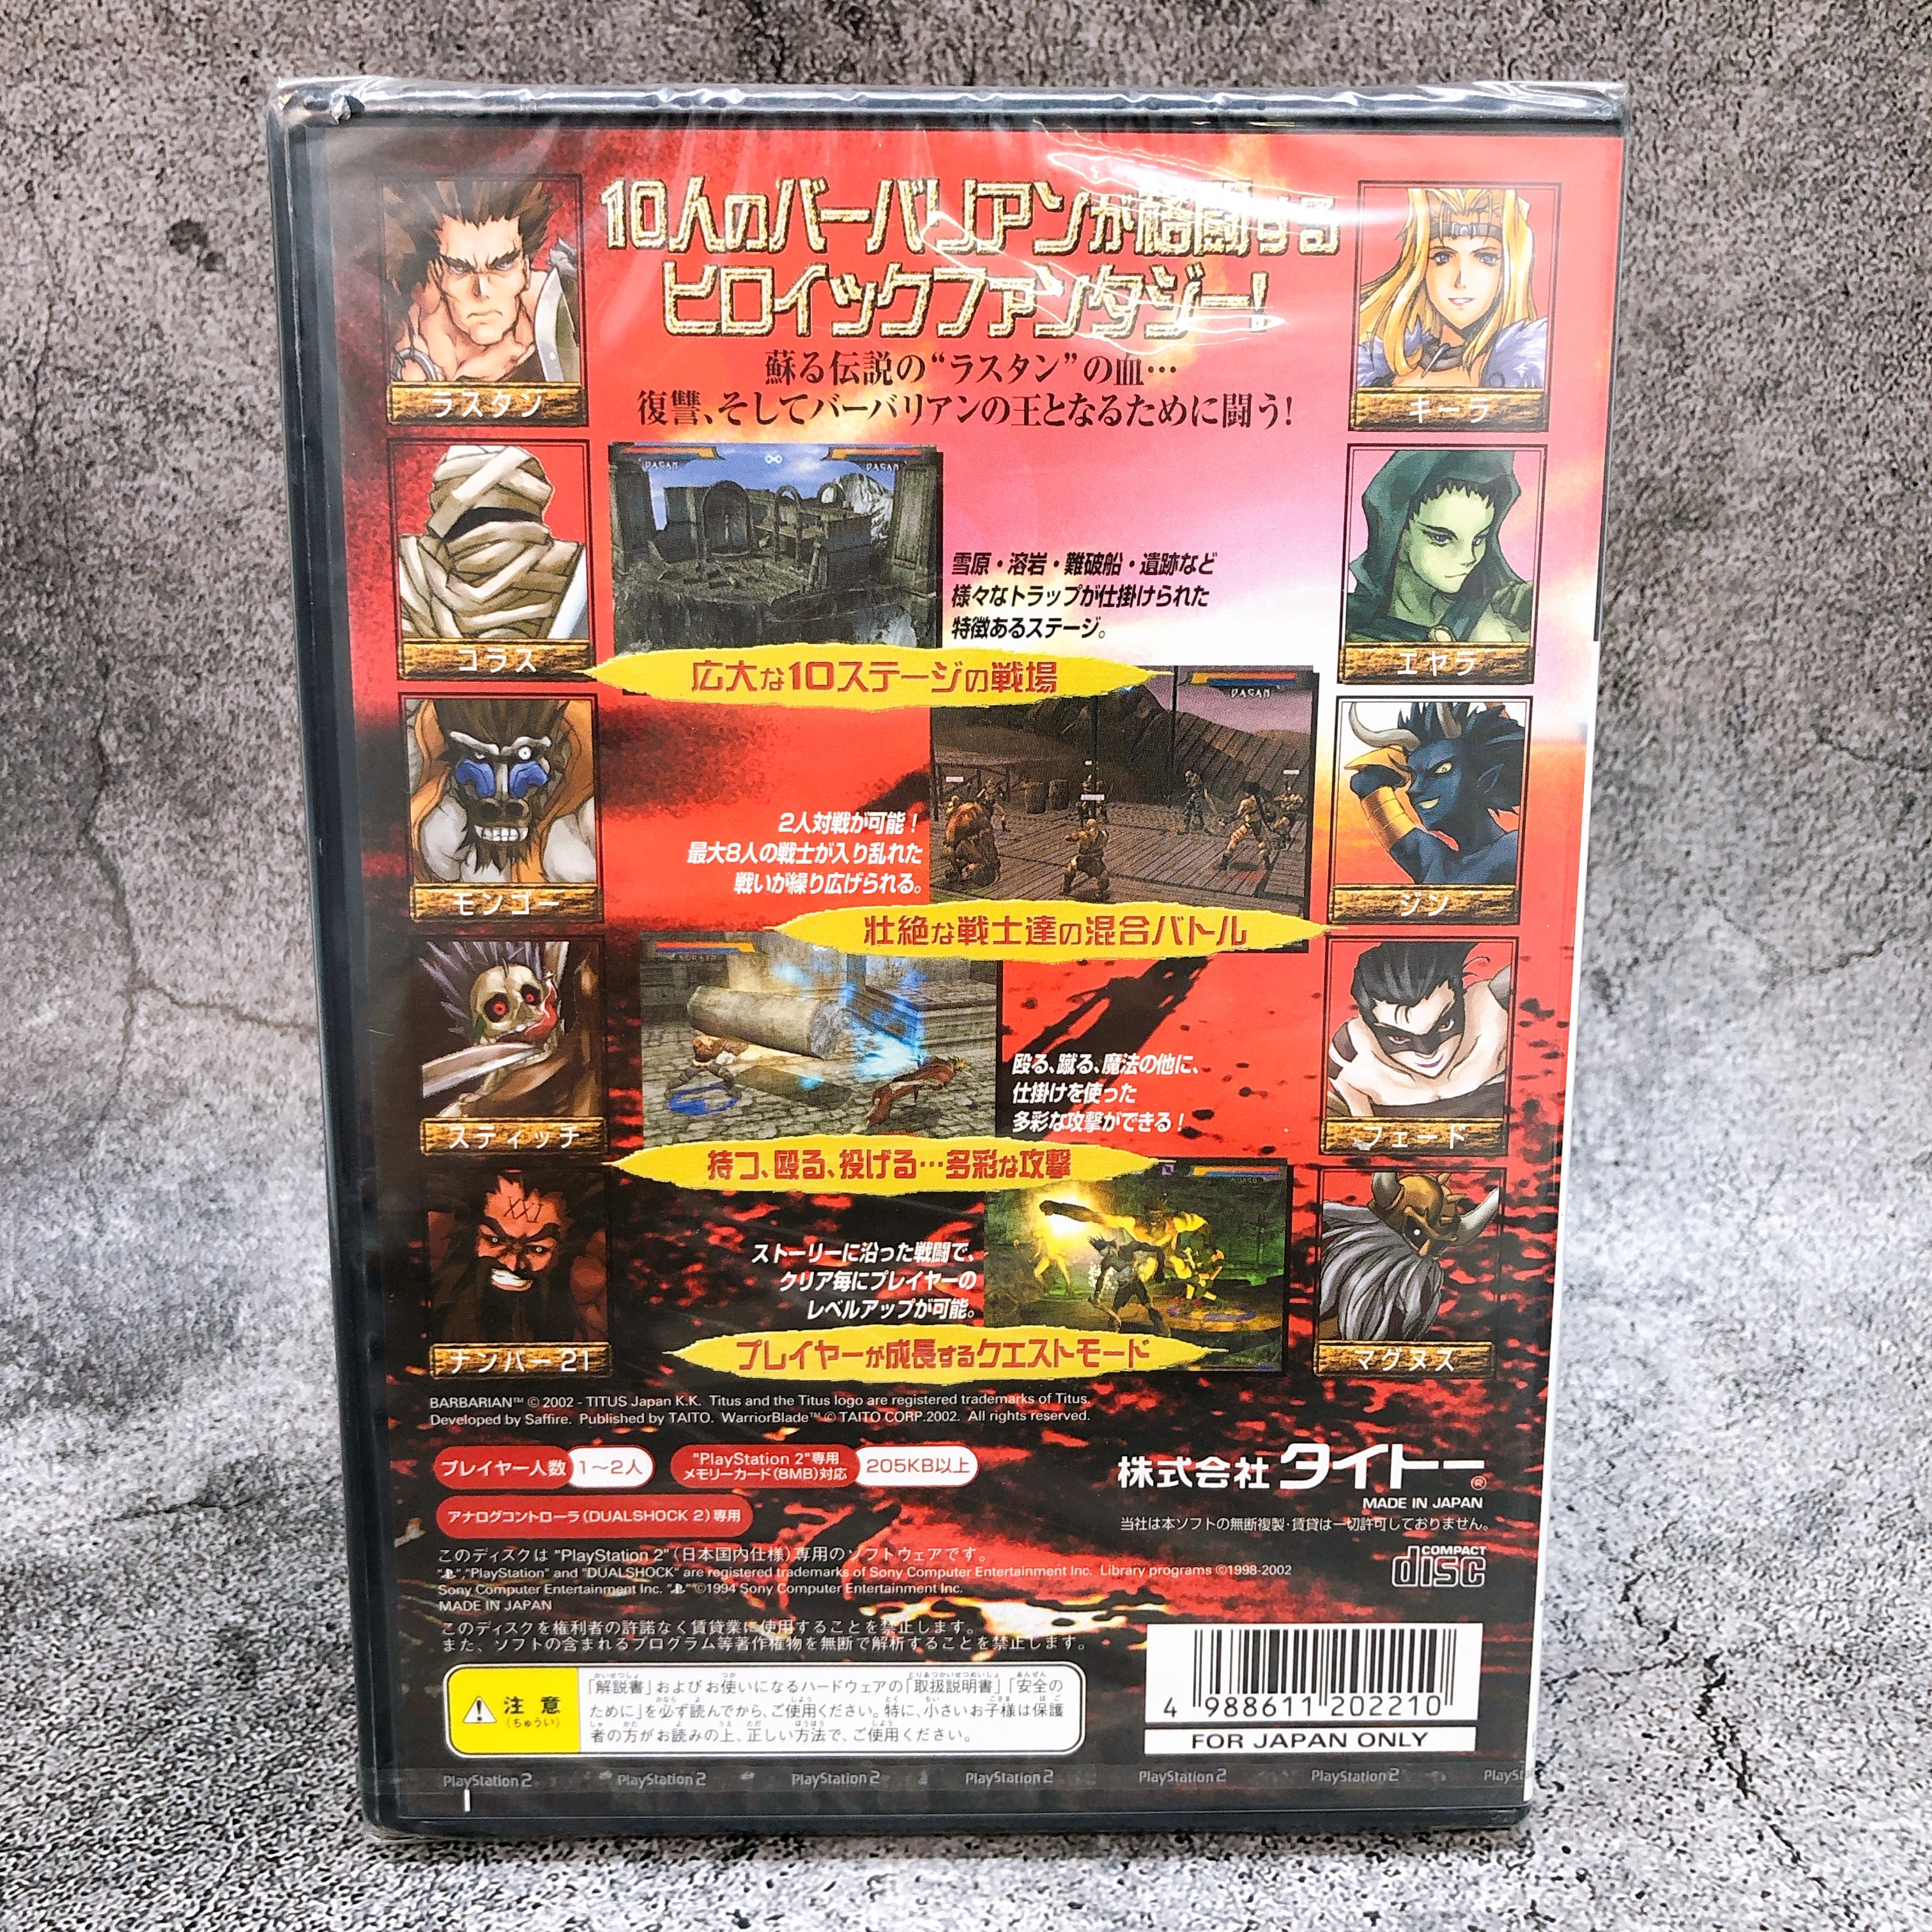 10人のバーバリアンが格闘する
ヒロイックファンタジー!
蘇る伝説の“ラスタン”の血…
復讐、そしてバーバリアンの王となるために闘う!
ラスタン
キーラ
コラス
エヤラ
モンゴー
ジン
スティッチ
フェード
ナンバー21
マグヌス
XXI
DAGAN
DAGAN
雪原・溶岩・難破船・遺跡など
様々なトラップが仕掛けられた
特徴あるステージ。
広大な10ステージの戦場
DAGAN
2人対戦が可能!
最大8人の戦士が入り乱れた
戦いが繰り広げられる。
壮絶な戦士達の混合バトル
殴る、蹴る、魔法の他に、
仕掛けを使った
多彩な攻撃ができる!
持つ、殴る、投げる…多彩な攻撃
ストーリーに沿った戦闘で、
クリア毎にプレイヤーの
レベルアップが可能。
プレイヤーが成長するクエストモード
BARBARIAN™ © 2002 - TITUS Japan K.K. Titus and the Titus logo are registered trademarks of Titus.
Developed by Saffire. Published by TAITO. WarriorBlade™ © TAITO CORP.2002. All rights reserved.
プレイヤー人数 1〜2人
"PlayStation 2"専用
メモリーカード(8MB)対応 205KB以上
アナログコントローラ(DUALSHOCK 2)専用
株式会社タイトー®
MADE IN JAPAN
当社は本ソフトの無断複製・賃貸は一切許可しておりません。
COMPACT
disc
このディスクは "PlayStation 2"(日本国内仕様)専用のソフトウェアです。
" ","PlayStation" and "DUALSHOCK" are registered trademarks of Sony Computer Entertainment Inc. Library programs ©1998-2002
Sony Computer Entertainment Inc. " " ©1994 Sony Computer Entertainment Inc.
MADE IN JAPAN
このディスクを権利者の許諾なく賃貸業に使用することを禁止します。
また、ソフトの含まれるプログラム等著作権物を無断で解析することを禁止します。
注意
(ちゅうい)
「解説書」およびお使いになるハードウェアの「取扱説明書」「安全の
ために」を必ず読んでから、ご使用ください。特に、小さいお子様は保護
者の方がお読みの上、正しい方法で、ご使用ください。
4 988611 202210
FOR JAPAN ONLY
PlayStation 2 PlayStation 2 PlayStation 2 PlayStation 2 PlayStation 2 PlayStation 2 PlaySt